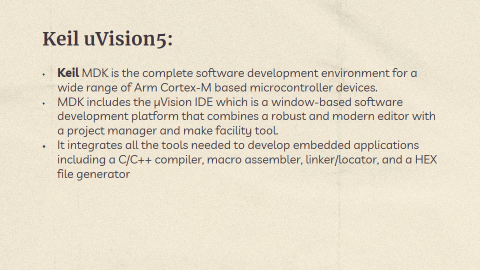 Keil uVision5:
• Keil MDK is the complete software development environment for a
wide range of Arm Cortex-M based microcontroller devices.
• MDK includes the μVision IDE which is a window-based software
development platform that combines a robust and modern editor with
a project manager and make facility tool.
• It integrates all the tools needed to develop embedded applications
including a C/C++ compiler, macro assembler, linker/locator, and a HEX
file generator